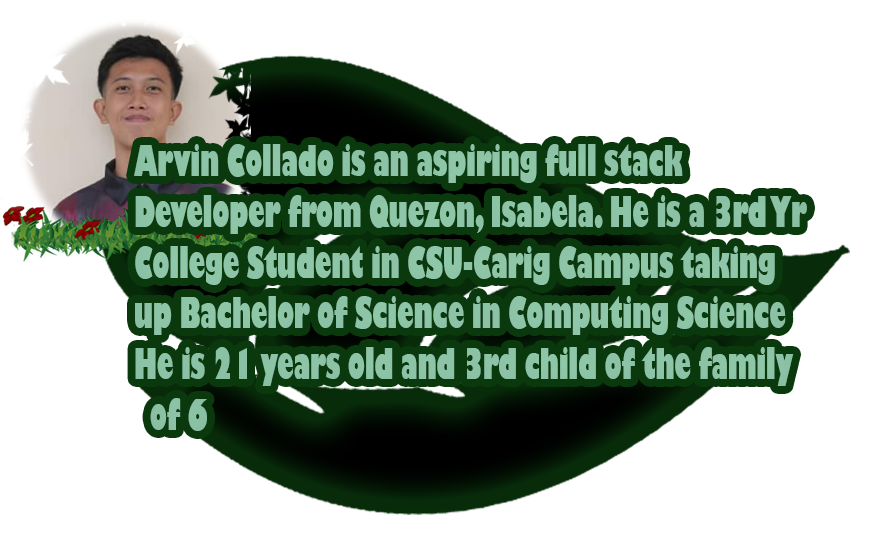 Arvin Collado is an aspiring full stack
Developer from Quezon, Isabela. He is a 3rd Yr
College Student in CSU-Carig Campus taking
up Bachelor of Science in Computing Science
He is 21 years old and 3rd child of the family
of 6